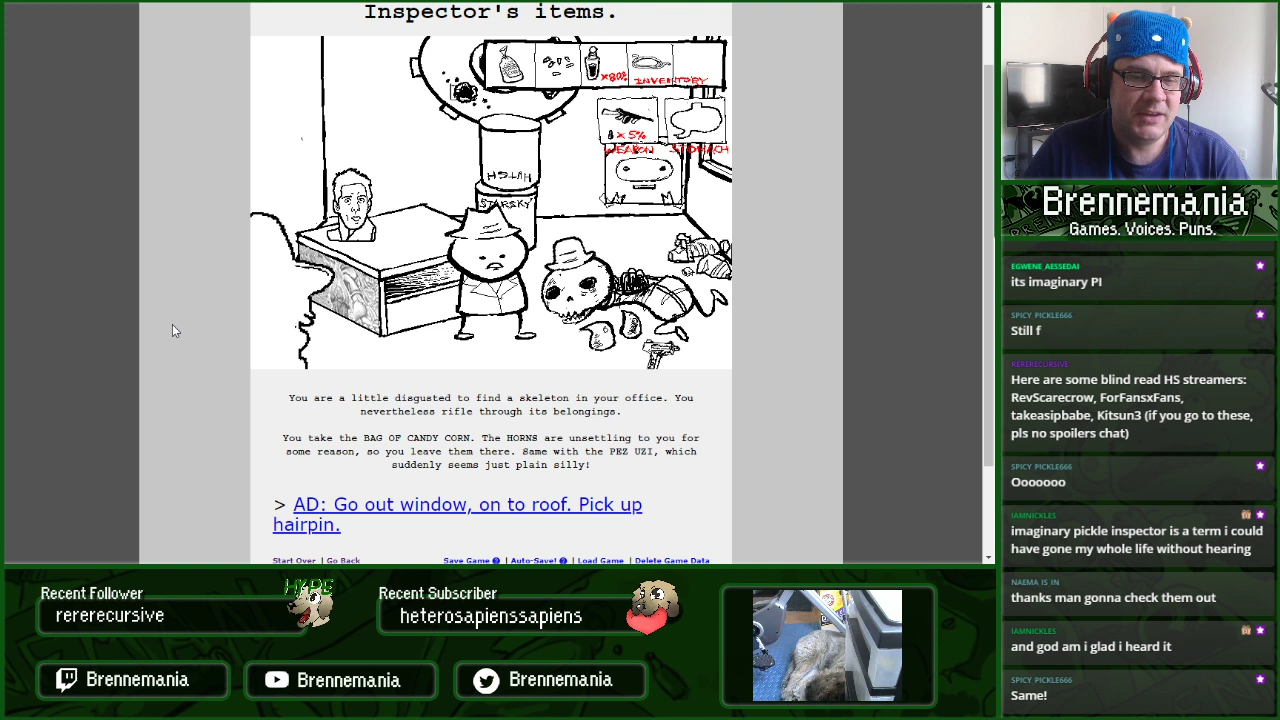 Inspector's items.
x80%
INVENTORY
x 5%
WEAPON
STOMACH
HUTCH
STARSKY
You are a little disgusted to find a skeleton in your office. You
nevertheless rifle through its belongings.
You take the BAG OF CANDY CORN. The HORNS are unsettling to you for
some reason, so you leave them there. Same with the PEZ UZI, which
suddenly seems just plain silly!
> AD: Go out window, on to roof. Pick up
hairpin.
Start Over | Go Back
Save Game ? | Auto-Save! ? | Load Game | Delete Game Data
Brennemania
Games. Voices. Puns.
EGWENE AESSEDAI
its imaginary PI
SPICY PICKLE666
Still f
RERERECURSIVE
Here are some blind read HS streamers:
RevScarecrow, ForFansxFans,
takeasipbabe, Kitsun3 (if you go to these,
pls no spoilers chat)
SPICY PICKLE666
Ooooooo
IAMNICKLES
imaginary pickle inspector is a term i could
have gone my whole life without hearing
NAEMA IS IN
thanks man gonna check them out
IAMNICKLES
and god am i glad i heard it
SPICY PICKLE666
Same!
Recent Follower
HYPE
rererecursive
Recent Subscriber
heterosapienssapiens
Brennemania
Brennemania
Brennemania